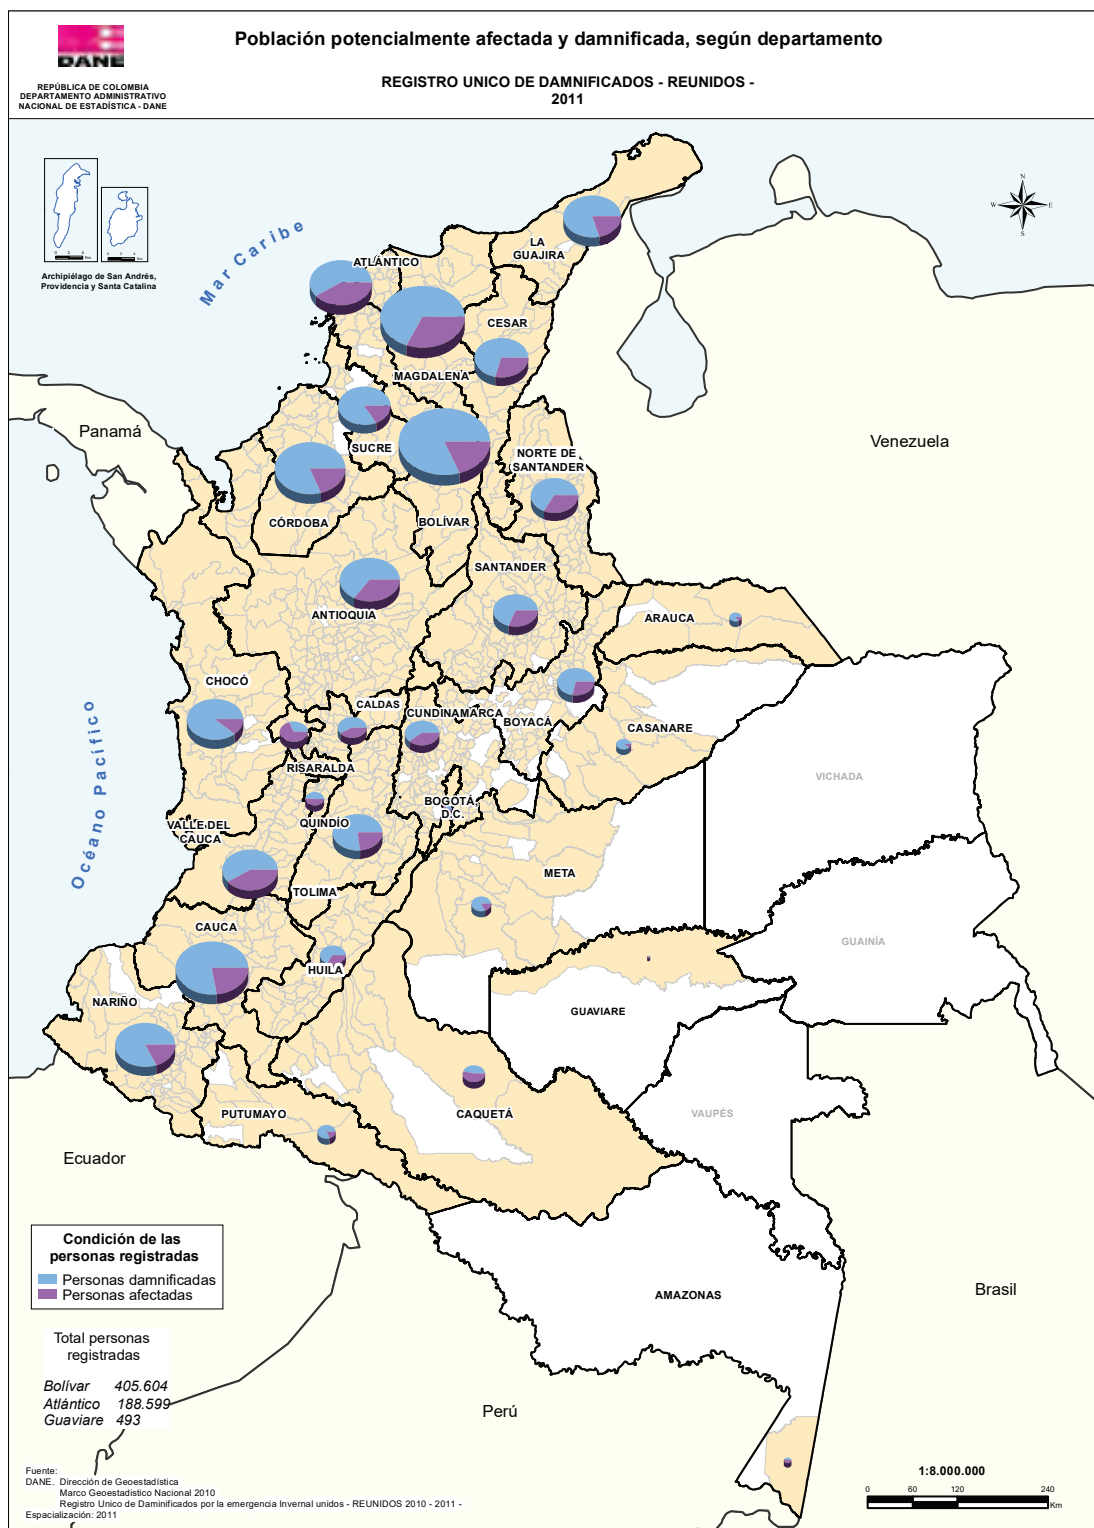 DANE
REPÚBLICA DE COLOMBIA
DEPARTAMENTO ADMINISTRATIVO
NACIONAL DE ESTADÍSTICA - DANE
Población potencialmente afectada y damnificada, según departamento
REGISTRO UNICO DE DAMNIFICADOS - REUNIDOS -
2011
Archipiélago de San Andrés,
Providencia y Santa Catalina
N
W
E
S
Mar Caribe
LA
GUAJIRA
ATLÁNTICO
CESAR
MAGDALENA
Panamá
Venezuela
SUCRE
NORTE DE
SANTANDER
CÓRDOBA
BOLÍVAR
SANTANDER
ANTIOQUIA
ARAUCA
CHOCÓ
CALDAS
CUNDINAMARCA
BOYACÁ
CASANARE
Océano Pacífico
RISARALDA
VICHADA
BOGOTÁ,
D.C.
QUINDÍO
VALLE DEL
CAUCA
META
TOLIMA
CAUCA
GUAINÍA
HUILA
NARIÑO
GUAVIARE
CAQUETÁ
PUTUMAYO
VAUPÉS
Ecuador
Condición de las
personas registradas
Personas damnificadas
Personas afectadas
AMAZONAS
Brasil
Total personas
registradas
Bolívar 405.604
Atlántico 188.599
Guaviare 493
Perú
Fuente:
DANE. Dirección de Geoestadística
Marco Geoestadistico Nacional 2010
Registro Unico de Daminificados por la emergencia Invernal unidos - REUNIDOS 2010 - 2011 -
Espacialización: 2011
1:8.000.000
0 60 120 240
Km